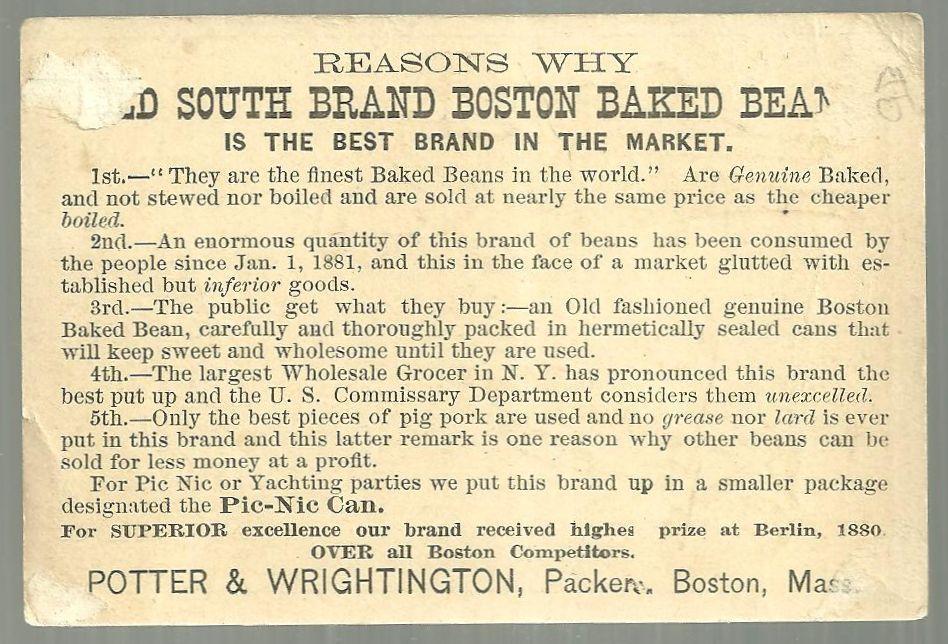 REASONS WHY
LD SOUTH BRAND BOSTON BAKED BEAN
IS THE BEST BRAND IN THE MARKET.
1st.—“They are the finest Baked Beans in the world.” Are Genuine Baked,
and not stewed nor boiled and are sold at nearly the same price as the cheaper
boiled.
2nd.—An enormous quantity of this brand of beans has been consumed by
the people since Jan. 1, 1881, and this in the face of a market glutted with es-
tablished but inferior goods.
3rd.—The public get what they buy:—an Old fashioned genuine Boston
Baked Bean, carefully and thoroughly packed in hermetically sealed cans that
will keep sweet and wholesome until they are used.
4th.—The largest Wholesale Grocer in N. Y. has pronounced this brand the
best put up and the U. S. Commissary Department considers them unexcelled.
5th.—Only the best pieces of pig pork are used and no grease nor lard is ever
put in this brand and this latter remark is one reason why other beans can be
sold for less money at a profit.
For Pic Nic or Yachting parties we put this brand up in a smaller package
designated the Pic-Nic Can.
For SUPERIOR excellence our brand received highes prize at Berlin, 1880.
OVER all Boston Competitors.
POTTER & WRIGHTINGTON, Packers. Boston, Mass.